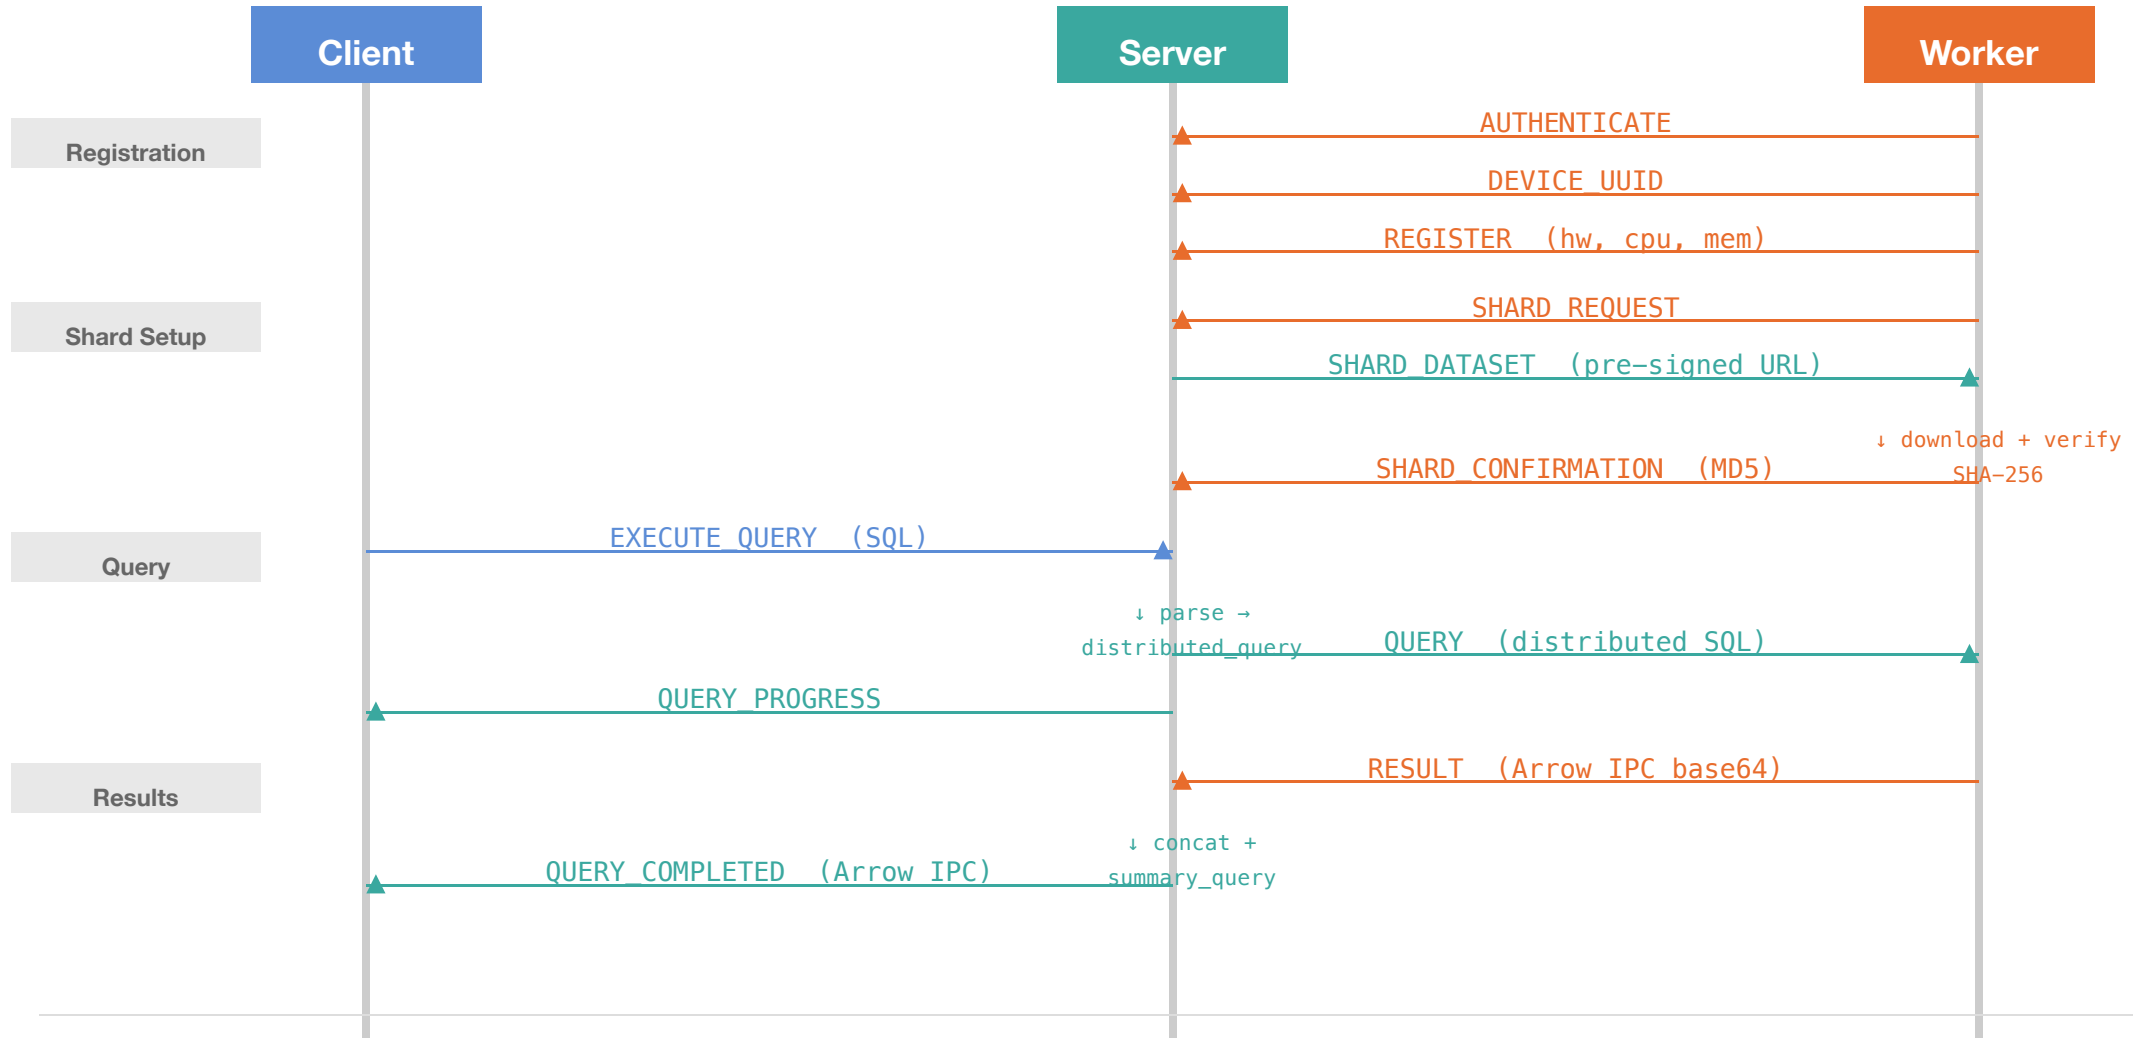 Client
Server
Worker
AUTHENTICATE
Registration
DEVICE_UUID
REGISTER (hw, cpu, mem)
SHARD_REQUEST
Shard Setup
SHARD_DATASET (pre-signed URL)
↓ download + verify
SHA-256
SHARD_CONFIRMATION (MD5)
EXECUTE_QUERY (SQL)
Query
↓ parse →
distributed_query
QUERY (distributed SQL)
QUERY_PROGRESS
RESULT (Arrow IPC base64)
Results
↓ concat +
summary_query
QUERY_COMPLETED (Arrow IPC)